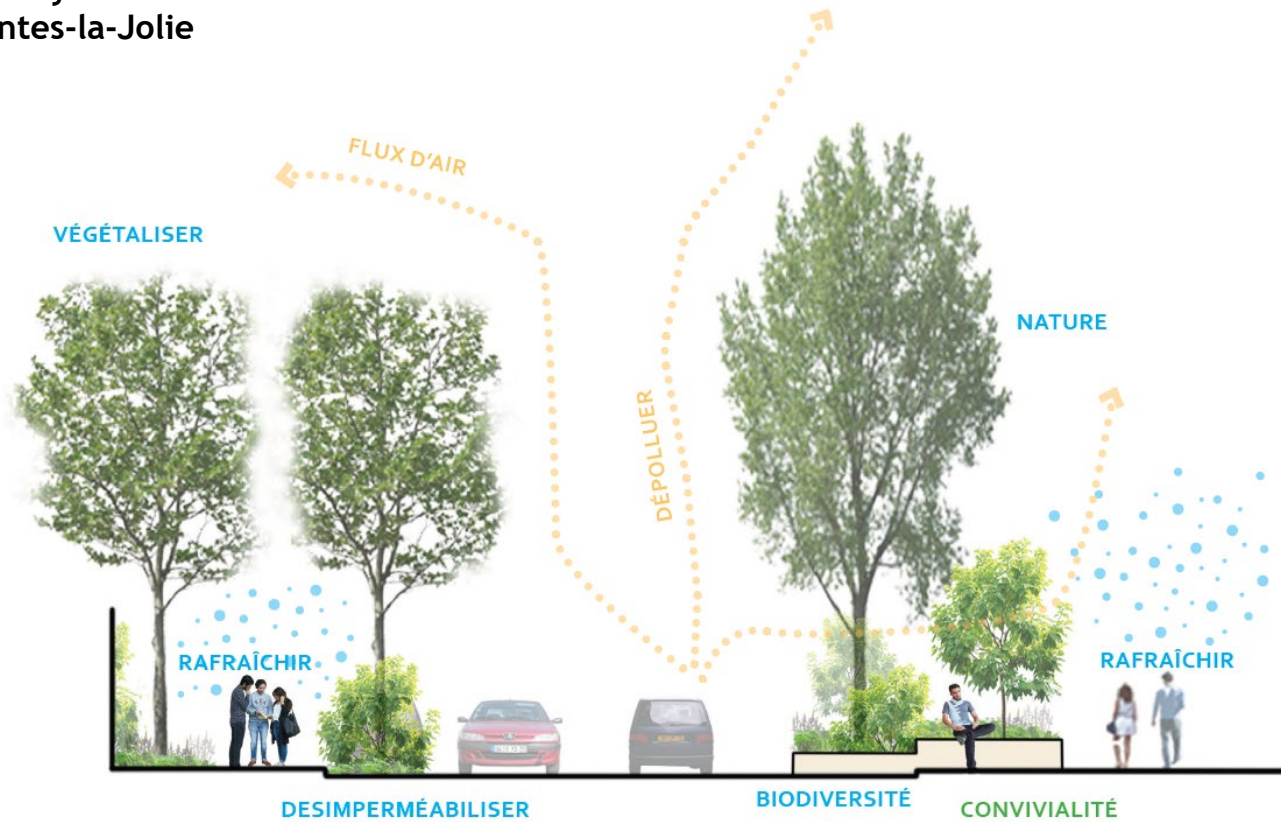 ntes-la-Jolie
FLUX D'AIR
VÉGÉTALISER
NATURE
DÉPOLLUER
RAFRAÎCHIR
RAFRAÎCHIR
DESIMPERMÉABILISER
BIODIVERSITÉ
CONVIVIALITÉ